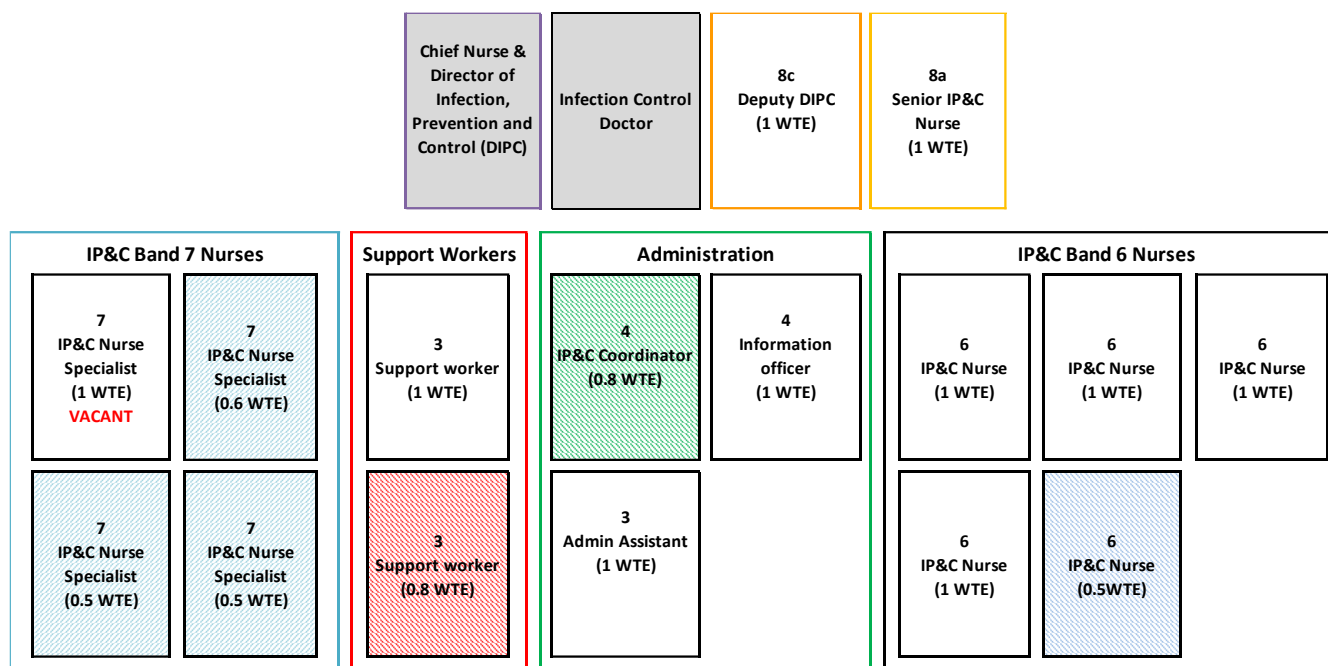 Chief Nurse &
Director of
Infection,
Prevention and
Control (DIPC)
Infection Control
Doctor
8c
Deputy DIPC
(1 WTE)
8a
Senior IP&C
Nurse
(1 WTE)
IP&C Band 7 Nurses
7
IP&C Nurse
Specialist
(1 WTE)
VACANT
7
IP&C Nurse
Specialist
(0.6 WTE)
7
IP&C Nurse
Specialist
(0.5 WTE)
7
IP&C Nurse
Specialist
(0.5 WTE)
Support Workers
3
Support worker
(1 WTE)
3
Support worker
(0.8 WTE)
Administration
4
IP&C Coordinator
(0.8 WTE)
4
Information
officer
(1 WTE)
3
Admin Assistant
(1 WTE)
IP&C Band 6 Nurses
6
IP&C Nurse
(1 WTE)
6
IP&C Nurse
(1 WTE)
6
IP&C Nurse
(1 WTE)
6
IP&C Nurse
(1 WTE)
6
IP&C Nurse
(0.5WTE)